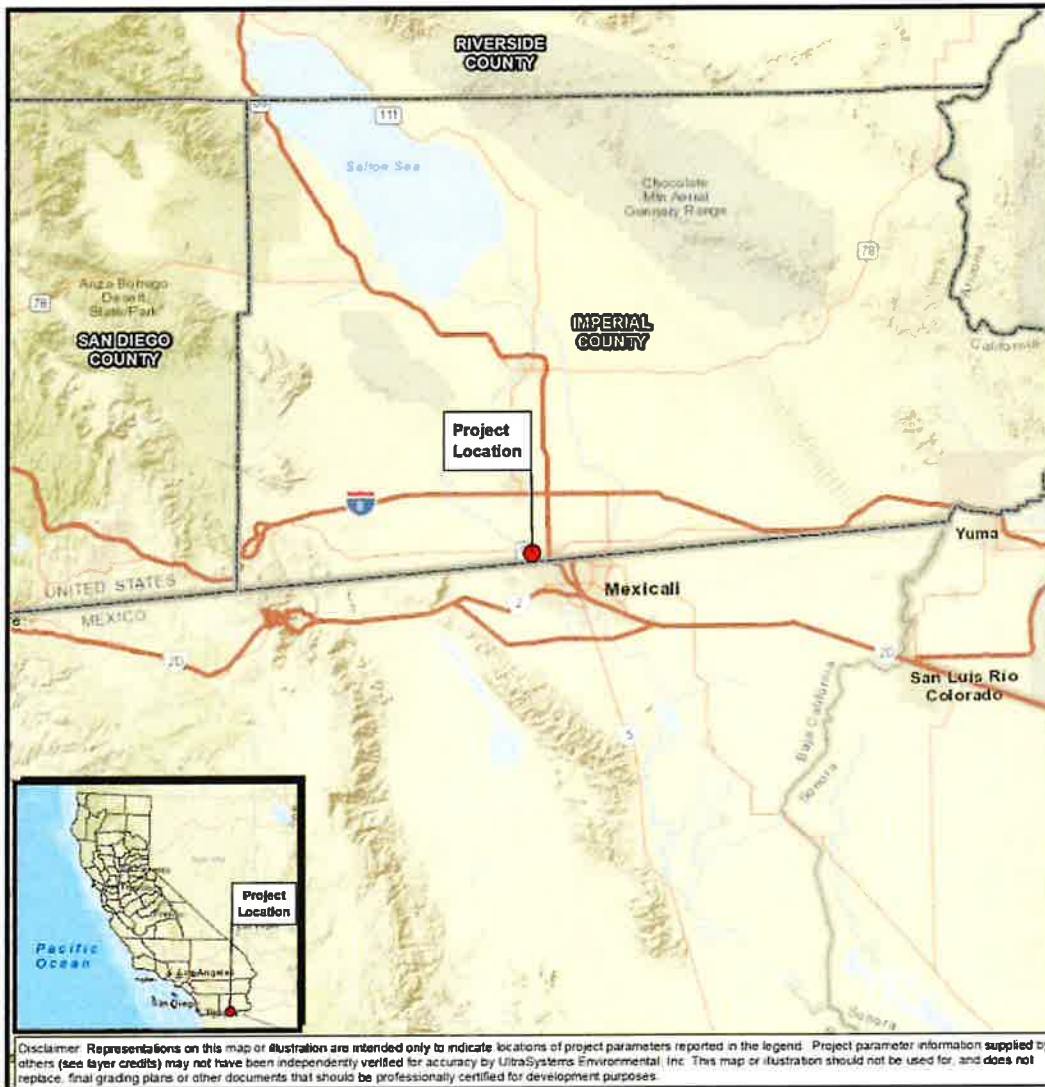 RIVERSIDE
COUNTY
111
Salton Sea
Chocolate
Mtn Aerial
Gunnery Range
78
Arizona
California
Anza Borrego
Desert
State Park
78
SAN DIEGO
COUNTY
IMPERIAL
COUNTY
Project
Location
8
Yuma
UNITED STATES
MEXICO
Mexicali
2
2D
2D
San Luis Río
Colorado
5
Baja California
Sonora
Sonora
Project
Location
Pacific
Ocean
Los Angeles
San Diego
Disclaimer: Representations on this map or illustration are intended only to indicate locations of project parameters reported in the legend. Project parameter information supplied by
others (see layer credits) may not have been independently verified for accuracy by UltraSystems Environmental, Inc. This map or illustration should not be used for, and does not
replace, final grading plans or other documents that should be professionally certified for development purposes.